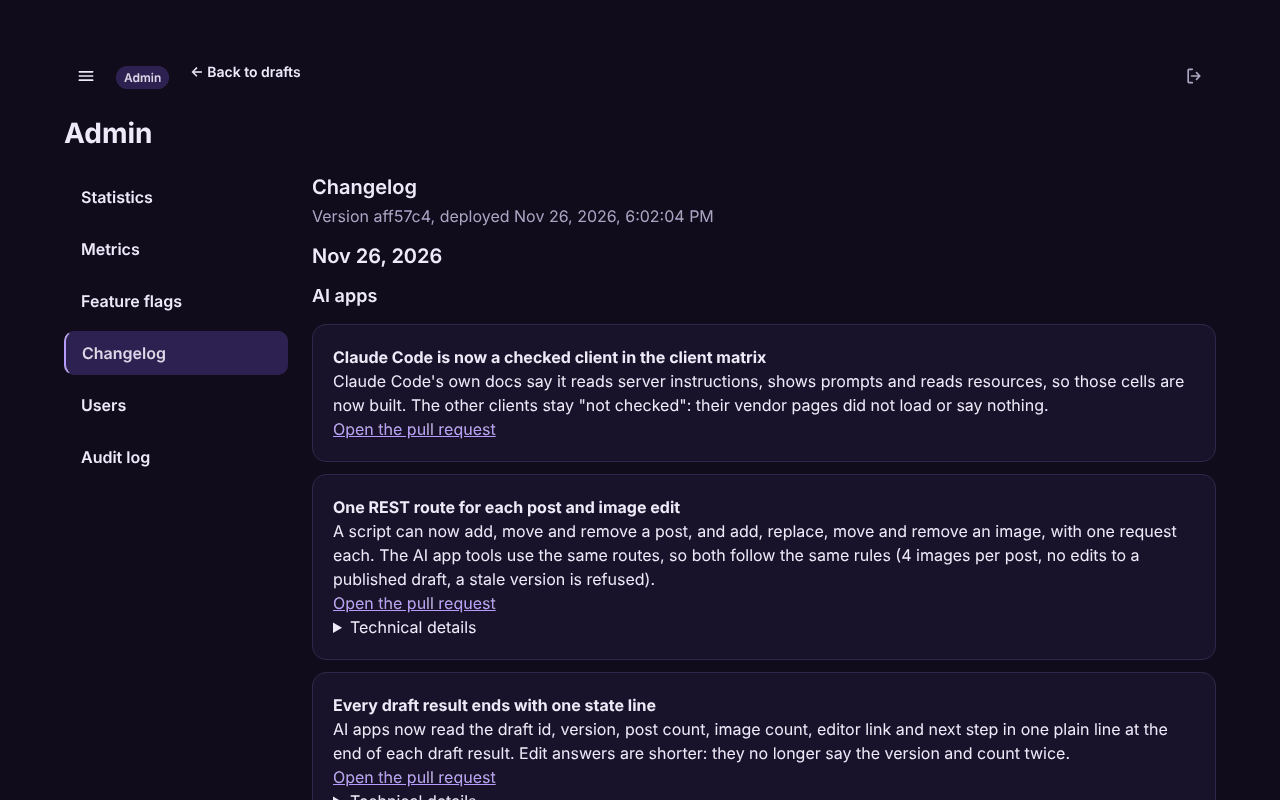 Admin
← Back to drafts
Admin
Statistics
Metrics
Feature flags
Changelog
Users
Audit log
Changelog
Version aff57c4, deployed Nov 26, 2026, 6:02:04 PM
Nov 26, 2026
AI apps
Claude Code is now a checked client in the client matrix
Claude Code's own docs say it reads server instructions, shows prompts and reads resources, so those cells are
now built. The other clients stay "not checked": their vendor pages did not load or say nothing.
Open the pull request
One REST route for each post and image edit
A script can now add, move and remove a post, and add, replace, move and remove an image, with one request
each. The AI app tools use the same routes, so both follow the same rules (4 images per post, no edits to a
published draft, a stale version is refused).
Open the pull request
Technical details
Every draft result ends with one state line
AI apps now read the draft id, version, post count, image count, editor link and next step in one plain line at the
end of each draft result. Edit answers are shorter: they no longer say the version and count twice.
Open the pull request
Technical details